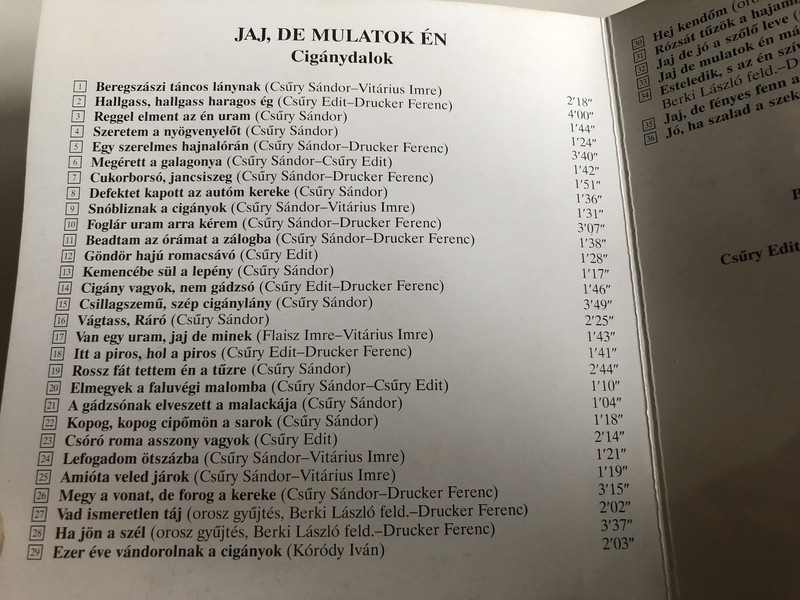 JAJ, DE MULATOK ÉN
Cigánydalok
1 Beregszászi táncos lánynak (Csűry Sándor–Vitárius Imre) 2'18"
2 Hallgass, hallgass haragos ég (Csűry Edit–Drucker Ferenc) 4'00"
3 Reggel elment az én uram (Csűry Sándor) 1'44"
4 Szeretem a nyögvenyelőt (Csűry Sándor) 1'24"
5 Egy szerelmes hajnalórán (Csűry Sándor–Drucker Ferenc) 3'40"
6 Megérett a galagonya (Csűry Sándor–Csűry Edit) 1'42"
7 Cukorborsó, jancsiszeg (Csűry Sándor–Drucker Ferenc) 1'51"
8 Defektet kapott az autóm kereke (Csűry Sándor) 1'36"
9 Snóbliznak a cigányok (Csűry Sándor–Vitárius Imre) 1'31"
10 Foglár uram arra kérem (Csűry Sándor–Drucker Ferenc) 3'07"
11 Beadtam az órámat a zálogba (Csűry Sándor–Drucker Ferenc) 1'38"
12 Göndör hajú romacsávó (Csűry Edit) 1'28"
13 Kemencébe sül a lepény (Csűry Sándor) 1'17"
14 Cigány vagyok, nem gádzsó (Csűry Edit–Drucker Ferenc) 1'46"
15 Csillagszemű, szép cigánylány (Csűry Sándor) 3'49"
16 Vágtass, Ráró (Csűry Sándor) 2'25"
17 Van egy uram, jaj de minek (Flaisz Imre–Vitárius Imre) 1'43"
18 Itt a piros, hol a piros (Csűry Edit–Drucker Ferenc) 1'41"
19 Rossz fát tettem én a tűzre (Csűry Sándor) 2'44"
20 Elmegyek a faluvégi malomba (Csűry Sándor–Csűry Edit) 1'10"
21 A gádzsónak elveszett a malackája (Csűry Sándor) 1'04"
22 Kopog, kopog cipőmön a sarok (Csűry Sándor) 1'18"
23 Csóró roma asszony vagyok (Csűry Edit) 2'14"
24 Lefogadom ötszázba (Csűry Sándor–Vitárius Imre) 1'21"
25 Amióta veled járok (Csűry Sándor–Vitárius Imre) 1'19"
26 Megy a vonat, de forog a kereke (Csűry Sándor–Drucker Ferenc) 3'15"
27 Vad ismeretlen táj (orosz gyűjtés, Berki László feld.–Drucker Ferenc) 2'02"
28 Ha jön a szél (orosz gyűjtés, Berki László feld.–Drucker Ferenc) 3'37"
29 Ezer éve vándorolnak a cigányok (Kóródy Iván) 2'03"
30 Hej kendőm (oro
31 Rózsát tűzök a hajam
32 Jaj de jó a szőlő leve (
33 Jaj de mulatok én má
34 Esteledik, s az én szív
Berki László feld.–D
35 Jaj, de fényes fenn a
36 Jó, ha szalad a szek
Csűry Edit